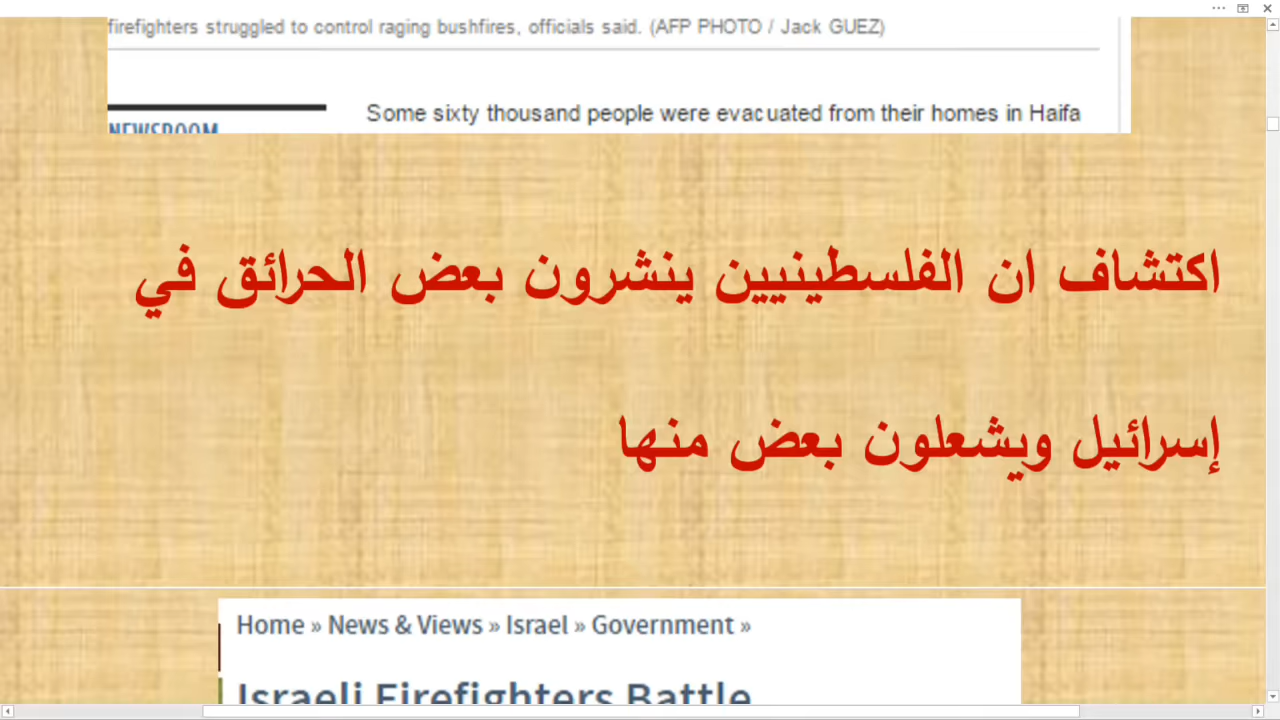 firefighters struggled to control raging bushfires, officials said. (AFP PHOTO / Jack GUEZ)
NEWSROOM
Some sixty thousand people were evacuated from their homes in Haifa
اكتشاف ان الفلسطينيين ينشرون بعض الحرائق في
إسرائيل ويشعلون بعض منها
Home » News & Views » Israel » Government »
Israeli Firefighters Battle